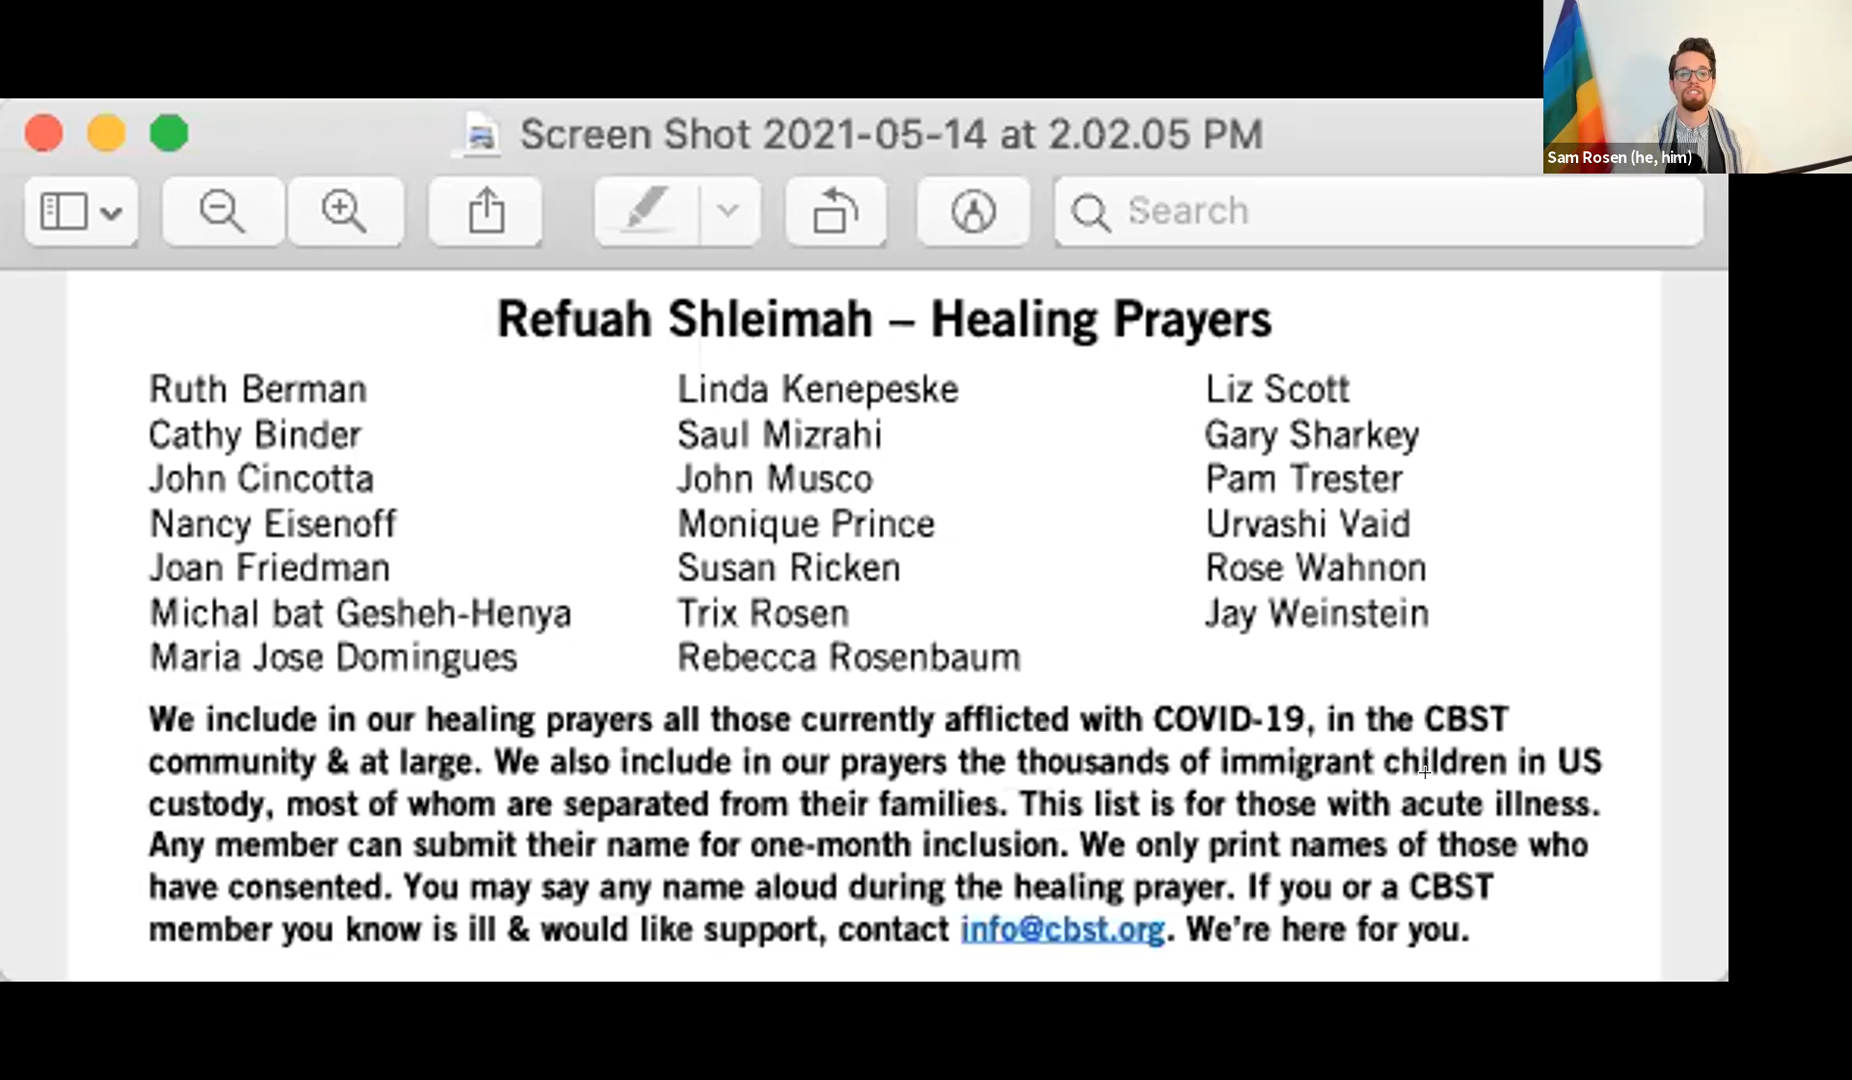 Screen Shot 2021-05-14 at 2.02.05 PM
Sam Rosen (he, him)
Search
Refuah Shleimah – Healing Prayers
Ruth Berman
Cathy Binder
John Cincotta
Nancy Eisenoff
Joan Friedman
Michal bat Gesheh-Henya
Maria Jose Domingues
Linda Kenepeske
Saul Mizrahi
John Musco
Monique Prince
Susan Ricken
Trix Rosen
Rebecca Rosenbaum
Liz Scott
Gary Sharkey
Pam Trester
Urvashi Vaid
Rose Wahnon
Jay Weinstein
We include in our healing prayers all those currently afflicted with COVID-19, in the CBST
community & at large. We also include in our prayers the thousands of immigrant children in US
custody, most of whom are separated from their families. This list is for those with acute illness.
Any member can submit their name for one-month inclusion. We only print names of those who
have consented. You may say any name aloud during the healing prayer. If you or a CBST
member you know is ill & would like support, contact info@cbst.org. We're here for you.